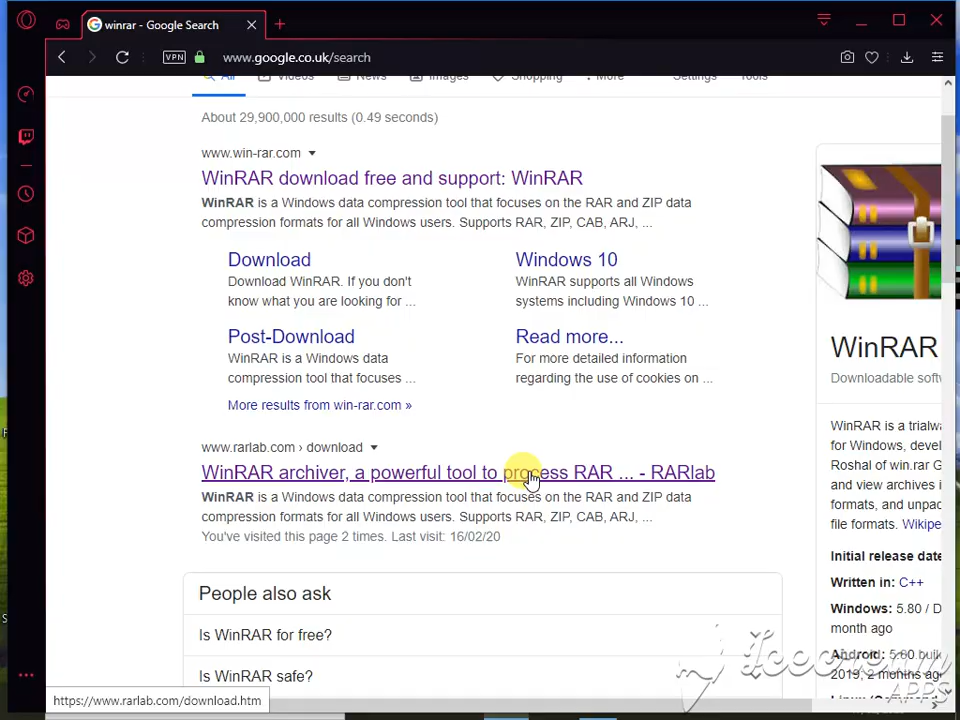 winrar - Google Search
VPN
www.google.co.uk/search
All
Videos
News
Images
Shopping
More
Settings
Tools
About 29,900,000 results (0.49 seconds)
www.win-rar.com
WinRAR download free and support: WinRAR
WinRAR is a Windows data compression tool that focuses on the RAR and ZIP data
compression formats for all Windows users. Supports RAR, ZIP, CAB, ARJ, ...
Download
Download WinRAR. If you don't
know what you are looking for ...
Windows 10
WinRAR supports all Windows
systems including Windows 10 ...
Post-Download
WinRAR is a Windows data
compression tool that focuses ...
Read more...
For more detailed information
regarding the use of cookies on ...
More results from win-rar.com »
www.rarlab.com › download
WinRAR archiver, a powerful tool to process RAR ... - RARlab
WinRAR is a Windows data compression tool that focuses on the RAR and ZIP data
compression formats for all Windows users. Supports RAR, ZIP, CAB, ARJ, ...
You've visited this page 2 times. Last visit: 16/02/20
People also ask
Is WinRAR for free?
Is WinRAR safe?
WinRAR
Downloadable softw
WinRAR is a trialwa
for Windows, devel
Roshal of win.rar G
and view archives i
formats, and unpac
file formats. Wikipe
Initial release date
Written in: C++
Windows: 5.80 / D
month ago
Android: 5.80 buil
2019, 2 months ag
https://www.rarlab.com/download.htm
Icecream
APPS